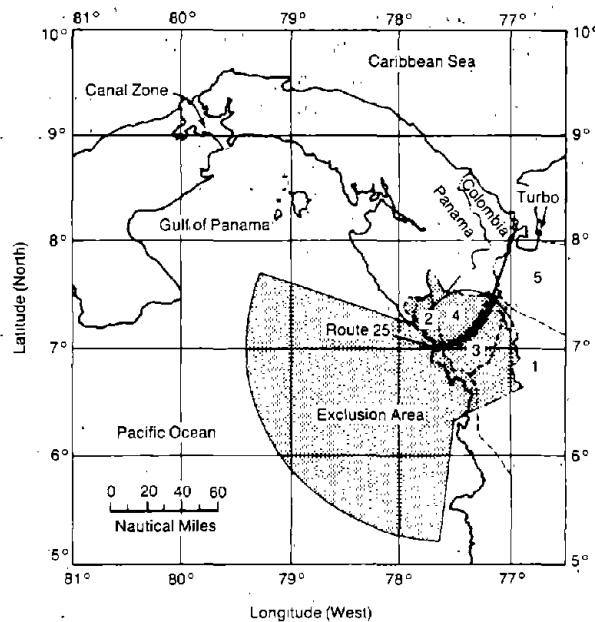 81° 80° 79° 78° 77°
10° 10°
Caribbean Sea
Canal Zone
9° 9°
Colombia
Panama
Turbo
Gulf of Panama
8° 8°
5
2 4
Route 25
3
7° 7°
1
Exclusion Area
Pacific Ocean
6° 6°
0 20 40 60
Nautical Miles
5° 5°
81° 80° 79° 78° 77°
Latitude (North)
Longitude (West)